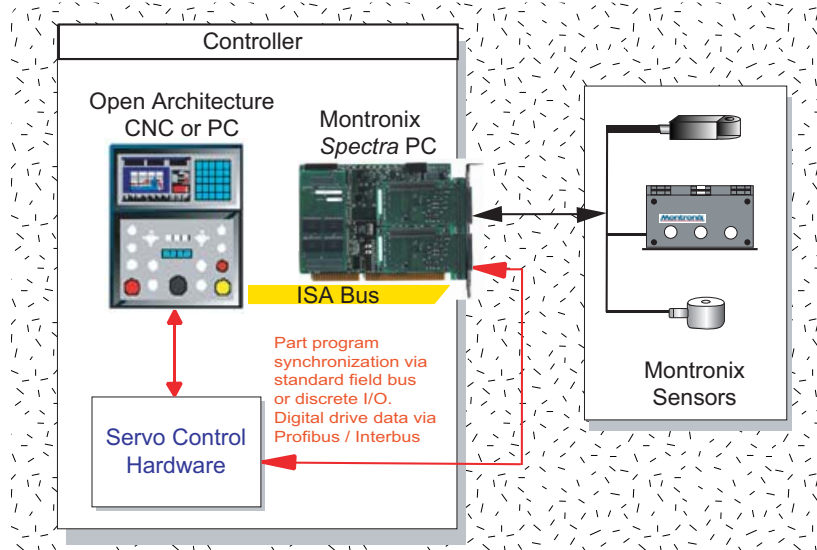 Controller
Open Architecture
CNC or PC
Montronix
Spectra PC
ISA Bus
Part program
synchronization via
standard field bus
or discrete I/O.
Digital drive data via
Profibus / Interbus
Servo Control
Hardware
Montronix
Montronix
Sensors